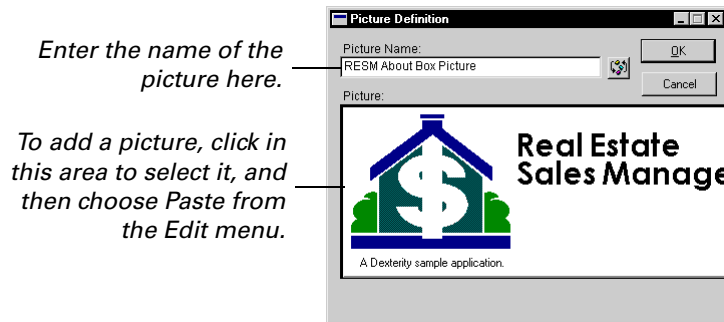 Picture Definition
Enter the name of the
picture here.
Picture Name:
RESM About Box Picture
OK
Cancel
Picture:
To add a picture, click in
this area to select it, and
then choose Paste from
the Edit menu.
Real Estate
Sales Manage
A Dexterity sample application.